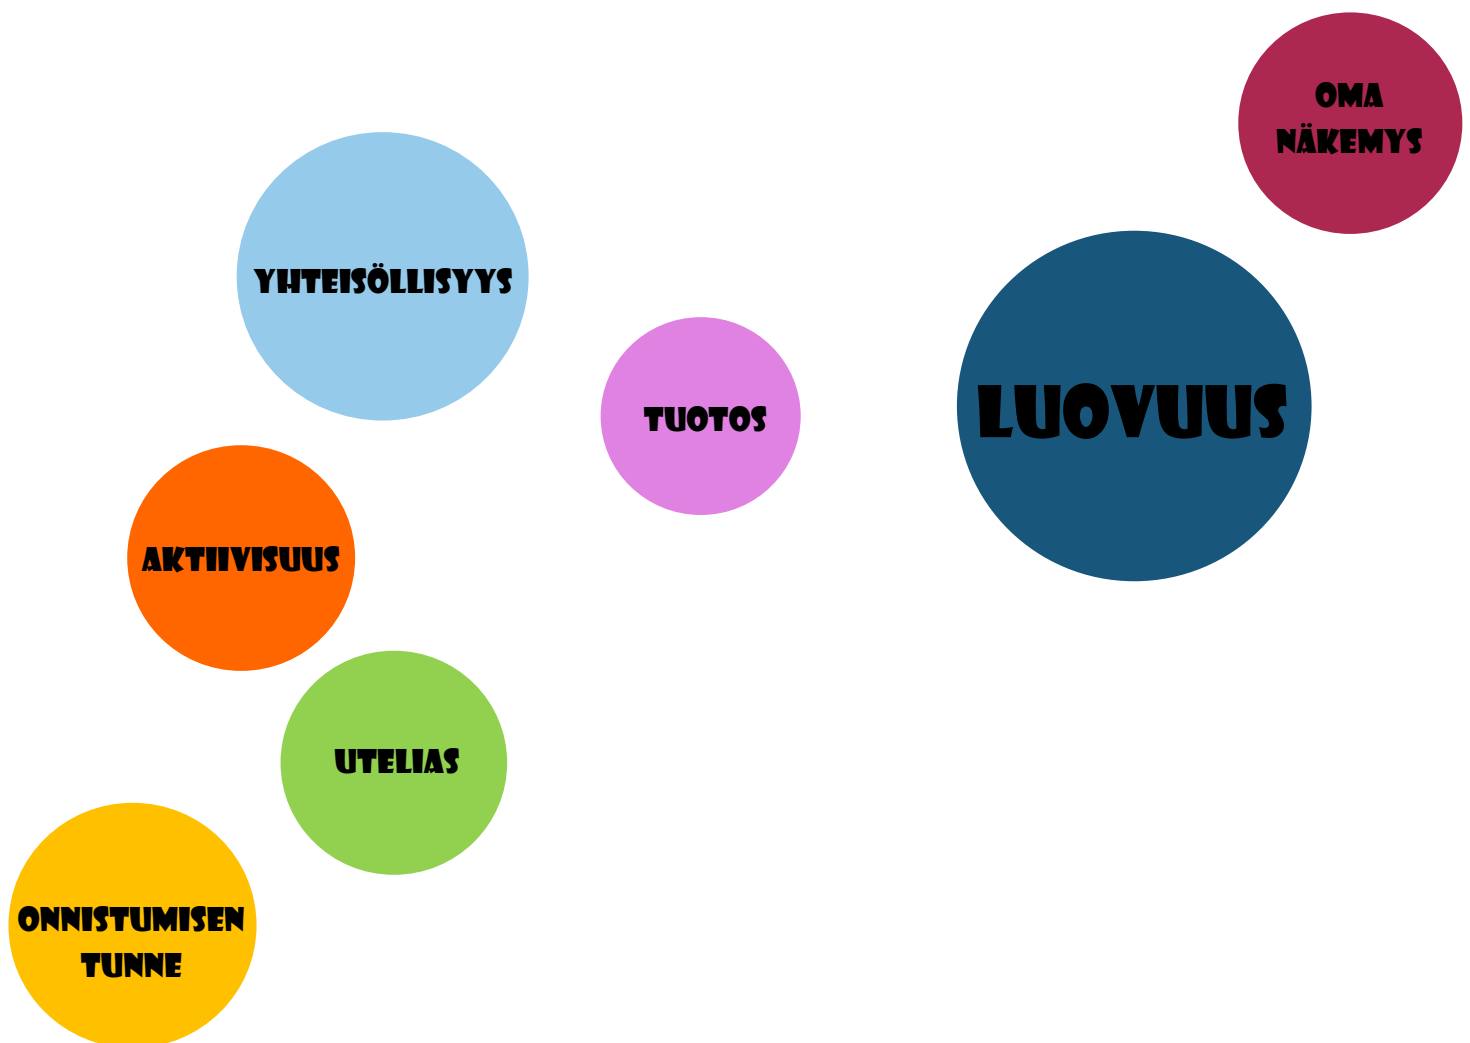 OMA
NÄKEMYS
YHTEISÖLLISYYS
TUOTOS
LUOVUUS
AKTIIVISUUS
UTELIAS
ONNISTUMISEN
TUNNE